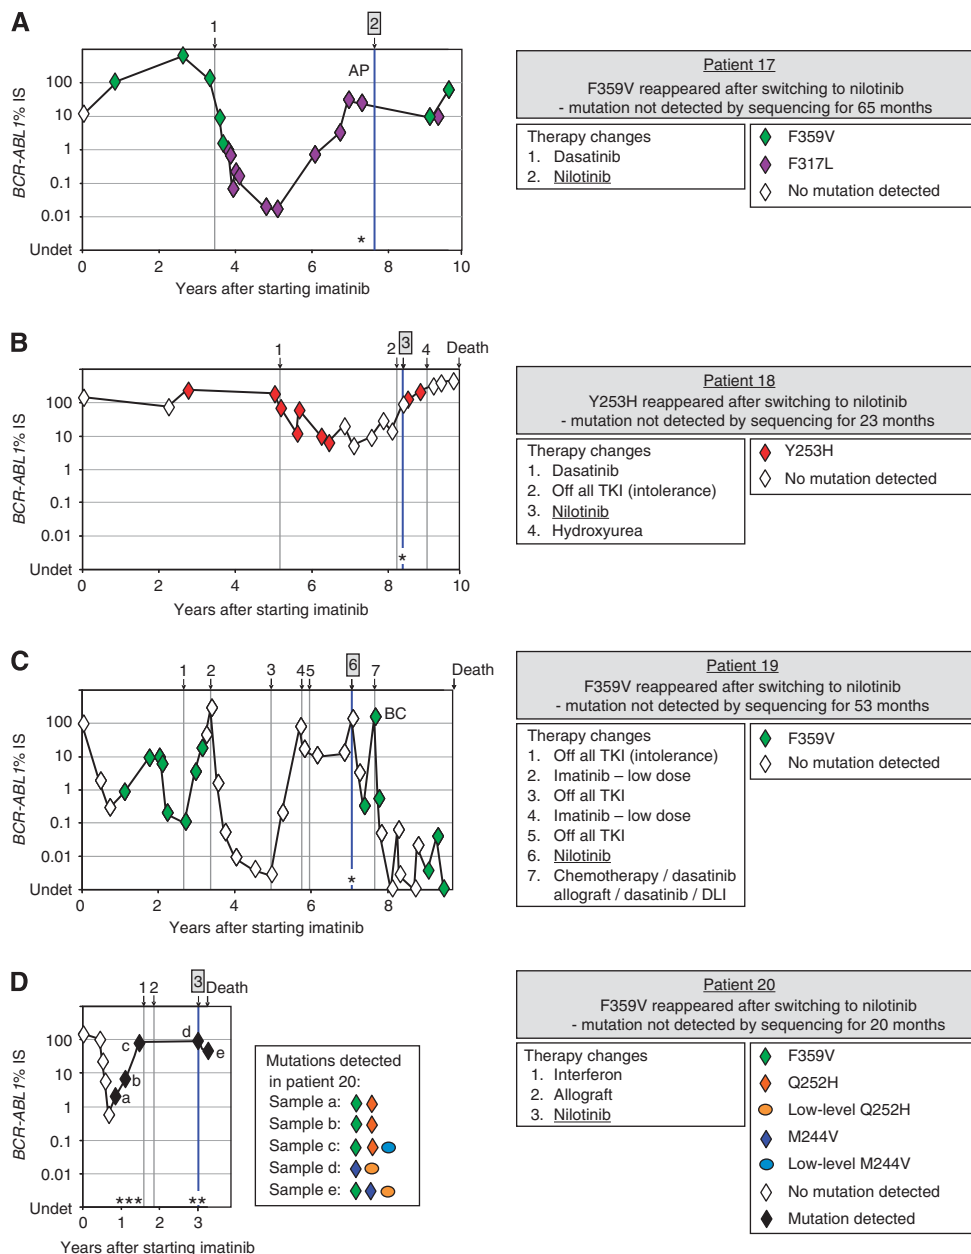 A
1
2
AP
BCR-ABL1% IS
100
10
1
0.1
0.01
Undet
*
0 2 4 6 8 10
Years after starting imatinib
Patient 17
F359V reappeared after switching to nilotinib
- mutation not detected by sequencing for 65 months
Therapy changes
1. Dasatinib
2. Nilotinib
F359V
F317L
No mutation detected
B
1
2
3
4
Death
BCR-ABL1% IS
100
10
1
0.1
0.01
Undet
*
0 2 4 6 8 10
Years after starting imatinib
Patient 18
Y253H reappeared after switching to nilotinib
- mutation not detected by sequencing for 23 months
Therapy changes
1. Dasatinib
2. Off all TKI (intolerance)
3. Nilotinib
4. Hydroxyurea
Y253H
No mutation detected
C
1
2
3
4
5
6
7
Death
BC
BCR-ABL1% IS
100
10
1
0.1
0.01
Undet
*
0 2 4 6 8
Years after starting imatinib
Patient 19
F359V reappeared after switching to nilotinib
- mutation not detected by sequencing for 53 months
Therapy changes
1. Off all TKI (intolerance)
2. Imatinib – low dose
3. Off all TKI
4. Imatinib – low dose
5. Off all TKI
6. Nilotinib
7. Chemotherapy / dasatinib
allograft / dasatinib / DLI
F359V
No mutation detected
D
1
2
3
Death
BCR-ABL1% IS
100
10
1
0.1
0.01
Undet
a
b
c
d
e
***
**
0 1 3
Years after starting imatinib
Mutations detected
in patient 20:
Sample a:
Sample b:
Sample c:
Sample d:
Sample e:
Patient 20
F359V reappeared after switching to nilotinib
- mutation not detected by sequencing for 20 months
Therapy changes
1. Interferon
2. Allograft
3. Nilotinib
F359V
Q252H
Low-level Q252H
M244V
Low-level M244V
No mutation detected
Mutation detected